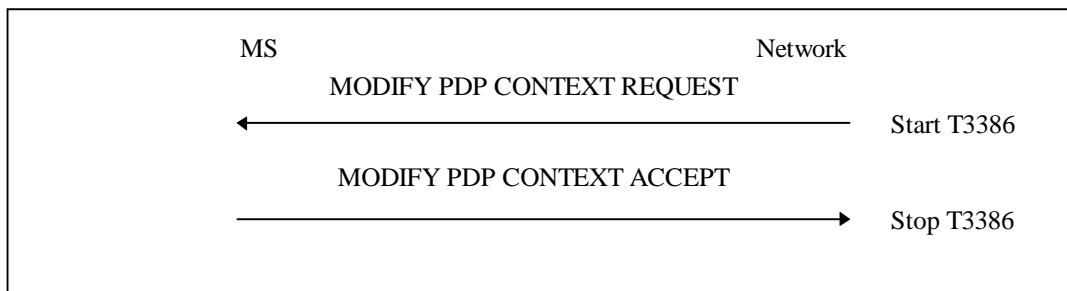 MS Network
MODIFY PDP CONTEXT REQUEST
Start T3386
MODIFY PDP CONTEXT ACCEPT
Stop T3386